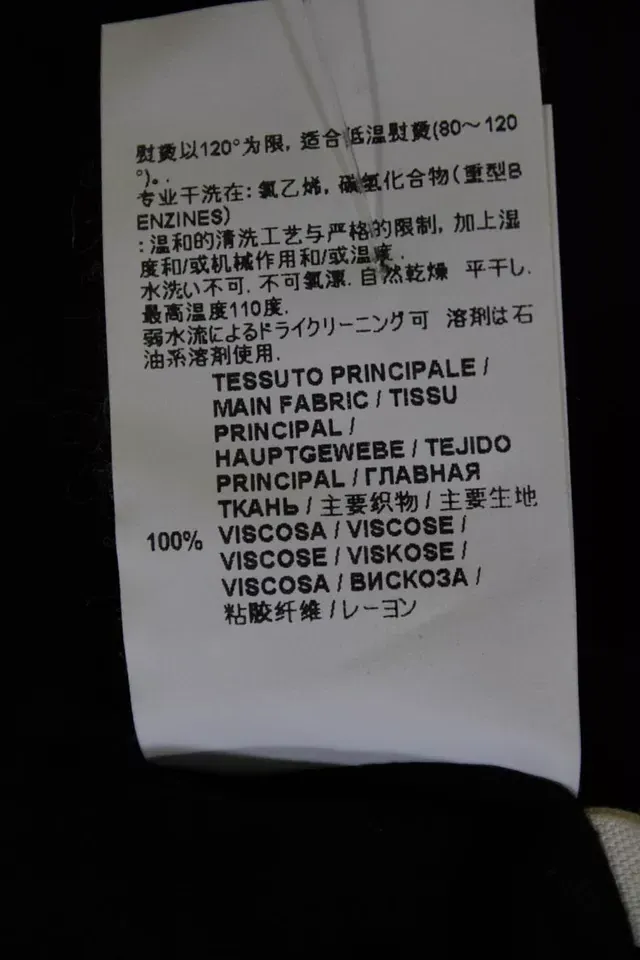 熨烫以120°为限, 适合低温熨烫(80～120
°)。.
专业干洗在: 氯乙烯, 碳氢化合物(重型B
ENZINES)
: 温和的清洗工艺与严格的限制, 加上湿
度和/或机械作用和/或温度.
水洗い不可. 不可氯漂. 自然乾燥 平干し.
最高温度110度.
弱水流によるドライクリーニング可 溶剤は石
油系溶剤使用.
TESSUTO PRINCIPALE /
MAIN FABRIC / TISSU
PRINCIPAL /
HAUPTGEWEBE / TEJIDO
PRINCIPAL / ГЛАВНАЯ
ТКАНЬ / 主要织物 / 主要生地
100% VISCOSA / VISCOSE /
VISCOSE / VISKOSE /
VISCOSA / ВИСКОЗА /
粘胶纤维 / レーヨン